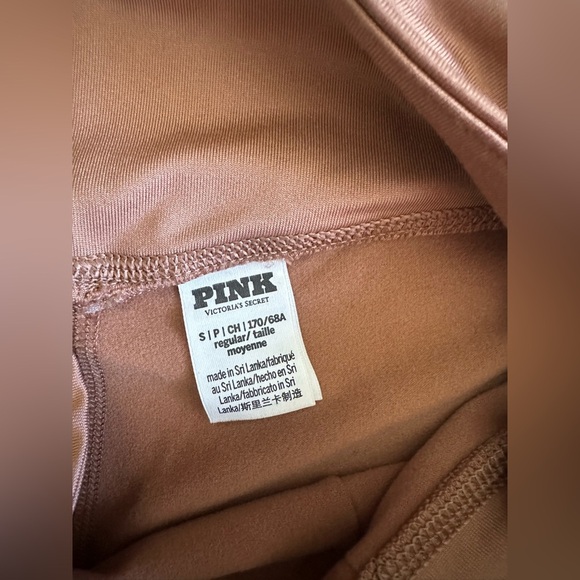 PINK
VICTORIA'S SECRET
S|P|CH|170/68A
regular/ taille
moyenne
made in Sri Lanka/fabriqué
au Sri Lanka/hecho en Sri
Lanka/fabbricato in Sri
Lanka/斯里兰卡制造